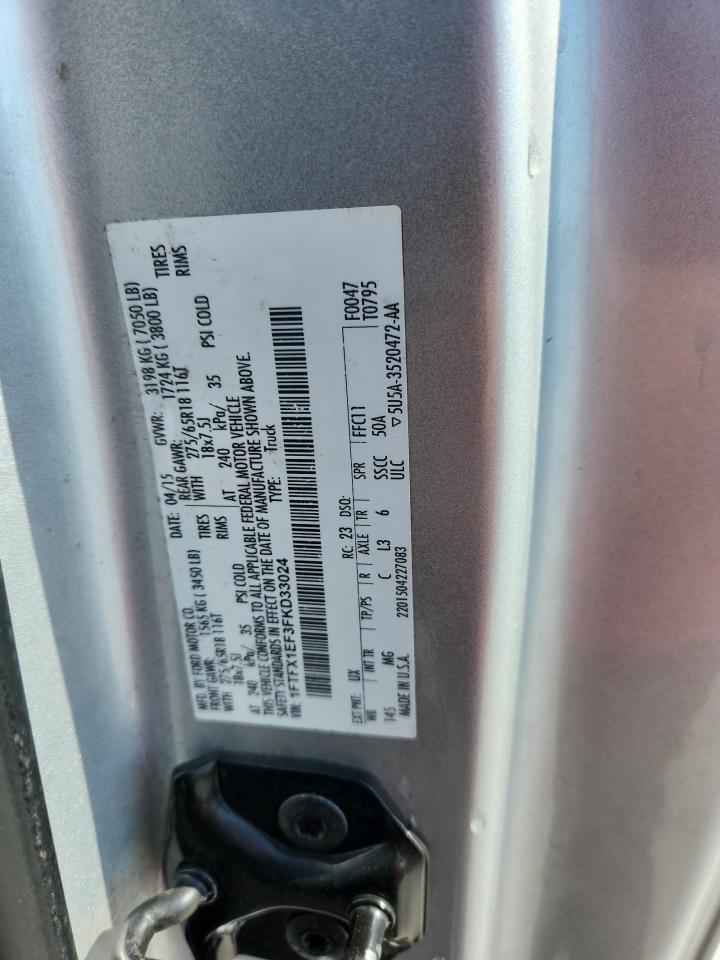 MFD. BY FORD MOTOR CO.
DATE: 04/15 GVWR: 3198 KG ( 7050 LB)
FRONT GAWR: 1565 KG ( 3450 LB)
REAR GAWR: 1724 KG ( 3800 LB)
WITH 275/65R18 116T TIRES
WITH 275/65R18 116T TIRES
18x7.5J RIMS
18x7.5J RIMS
AT 240 kPa/ 35 PSI COLD
AT 240 kPa/ 35 PSI COLD
THIS VEHICLE CONFORMS TO ALL APPLICABLE FEDERAL MOTOR VEHICLE
SAFETY STANDARDS IN EFFECT ON THE DATE OF MANUFACTURE SHOWN ABOVE.
VIN: 1FTFX1EF3FKD33024
TYPE: Truck
EXT PNT: UX RC: 23 DSO: F0047
WB INT TR TP/PS R AXLE TR SPR FFC11 T0795
145 MG C L3 6 SSCC 50A
MADE IN U.S.A. 2201504227083 ULC ▽5U5A-3520472-AA